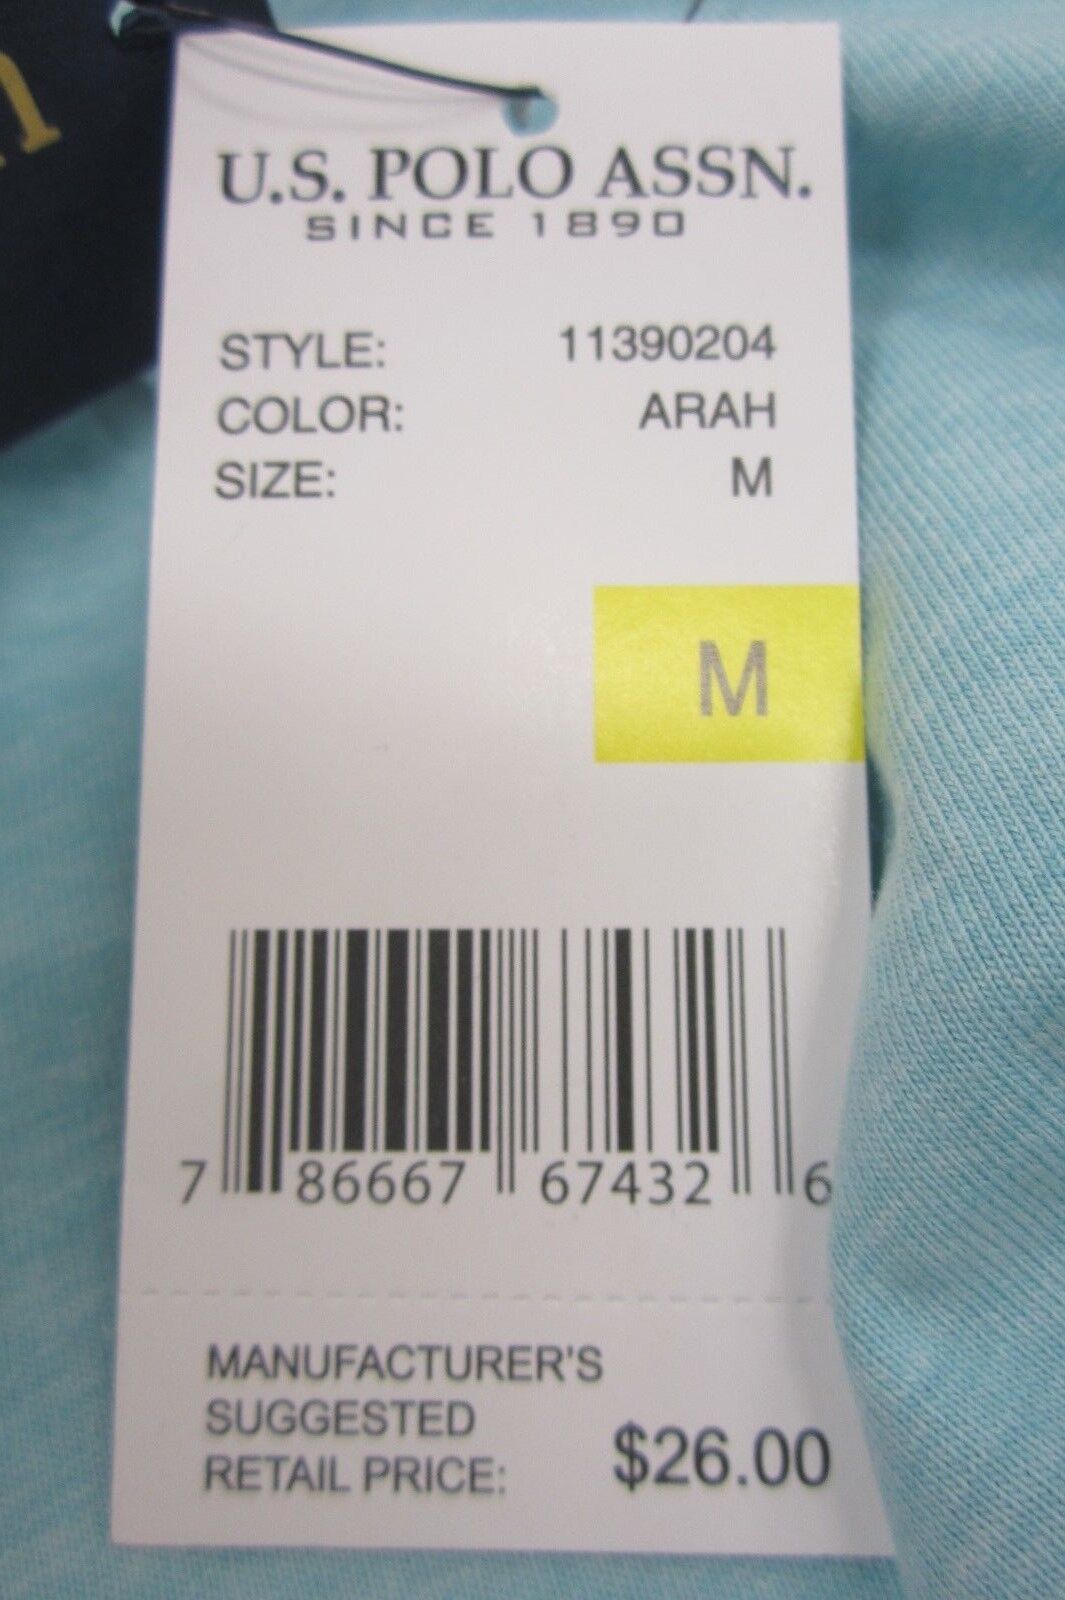 U.S. POLO ASSN.
SINCE 1890
STYLE: 11390204
COLOR: ARAH
SIZE: M
M
7 86667 67432 6
MANUFACTURER'S
SUGGESTED
RETAIL PRICE: $26.00